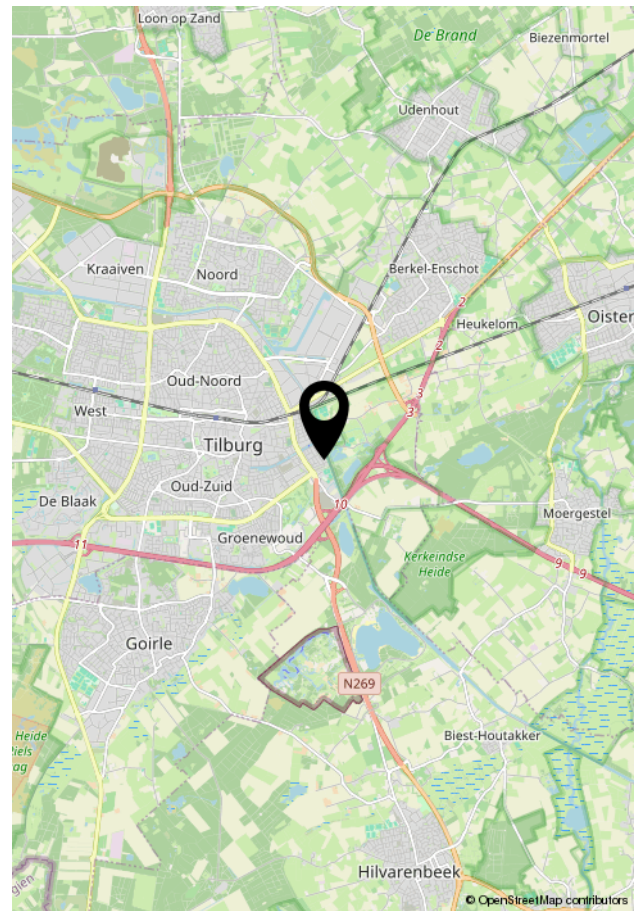 Loon op Zand
De Brand
Biezenmortel
Udenhout
Kraaiven
Noord
Berkel-Enschot
2
Heukelom
Oister
2
Oud-Noord
3
West
3
Tilburg
Oud-Zuid
De Blaak
10
Moergestel
Groenewoud
11
Kerkeindse
Heide
9
9
Goirle
N269
Heide
Biest-Houtakker
Hilvarenbeek
© OpenStreetMap contributors